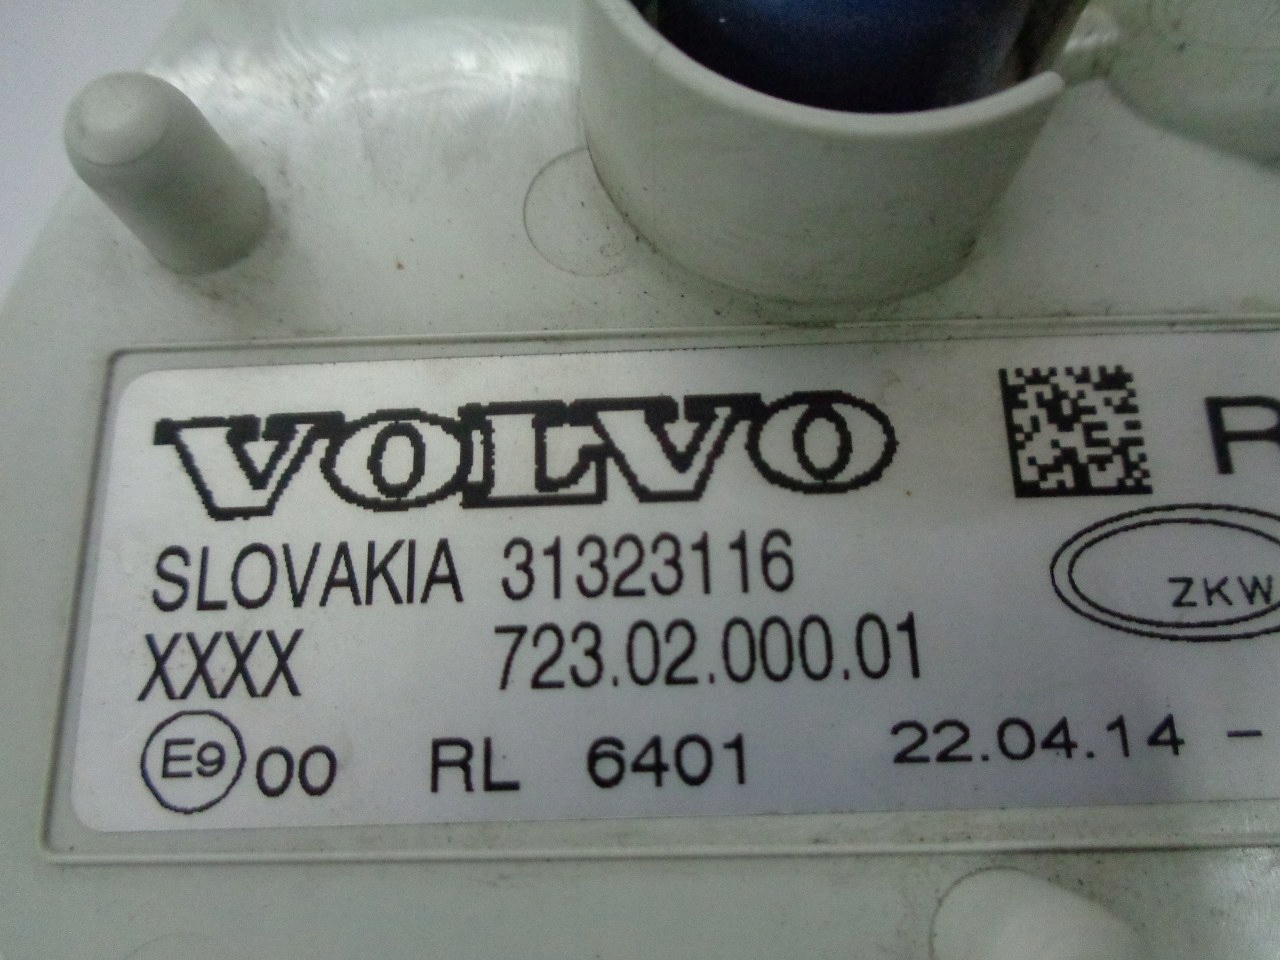 VOLVO R
SLOVAKIA 31323116
ZKW
XXXX 723.02.000.01
E9 00 RL 6401 22.04.14 -